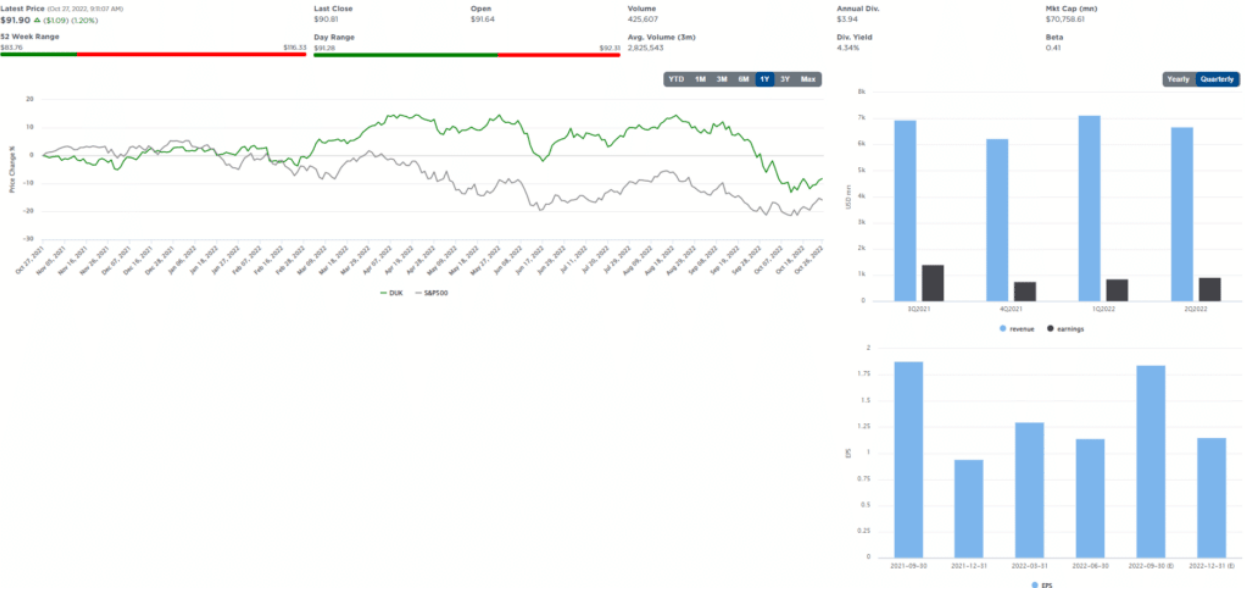 Latest Price (Oct 27, 2022, 9:11:07 AM)
$91.90 ($1.09) (1.20%)
Last Close
$90.81
Open
$91.64
Volume
425,607
Annual Div.
$3.94
Mkt Cap (mn)
$70,758.61
52 Week Range
$83.76 $116.33
Day Range
$91.28 $92.31
Avg. Volume (3m)
2,825,543
Div. Yield
4.34%
Beta
0.41
YTD 1M 3M 6M 1Y 3Y Max
Price Change %
20
10
0
-10
-20
-30
Oct 27, 2021
Nov 05, 2021
Nov 16, 2021
Nov 26, 2021
Dec 07, 2021
Dec 16, 2021
Dec 28, 2021
Jan 06, 2022
Jan 18, 2022
Jan 27, 2022
Feb 07, 2022
Feb 16, 2022
Feb 28, 2022
Mar 09, 2022
Mar 18, 2022
Mar 29, 2022
Apr 07, 2022
Apr 19, 2022
Apr 28, 2022
May 09, 2022
May 18, 2022
May 27, 2022
Jun 08, 2022
Jun 17, 2022
Jun 29, 2022
Jul 11, 2022
Jul 20, 2022
Jul 29, 2022
Aug 09, 2022
Aug 18, 2022
Aug 29, 2022
Sep 08, 2022
Sep 19, 2022
Sep 28, 2022
Oct 07, 2022
Oct 18, 2022
Oct 26, 2022
DUK S&P500
Yearly Quarterly
USD mn
8k
7k
6k
5k
4k
3k
2k
1k
0
3Q2021 4Q2021 1Q2022 2Q2022
revenue earnings
EPS
2
1.75
1.5
1.25
1
0.75
0.5
0.25
0
2021-09-30 2021-12-31 2022-03-31 2022-06-30 2022-09-30 (E) 2022-12-31 (E)
EPS